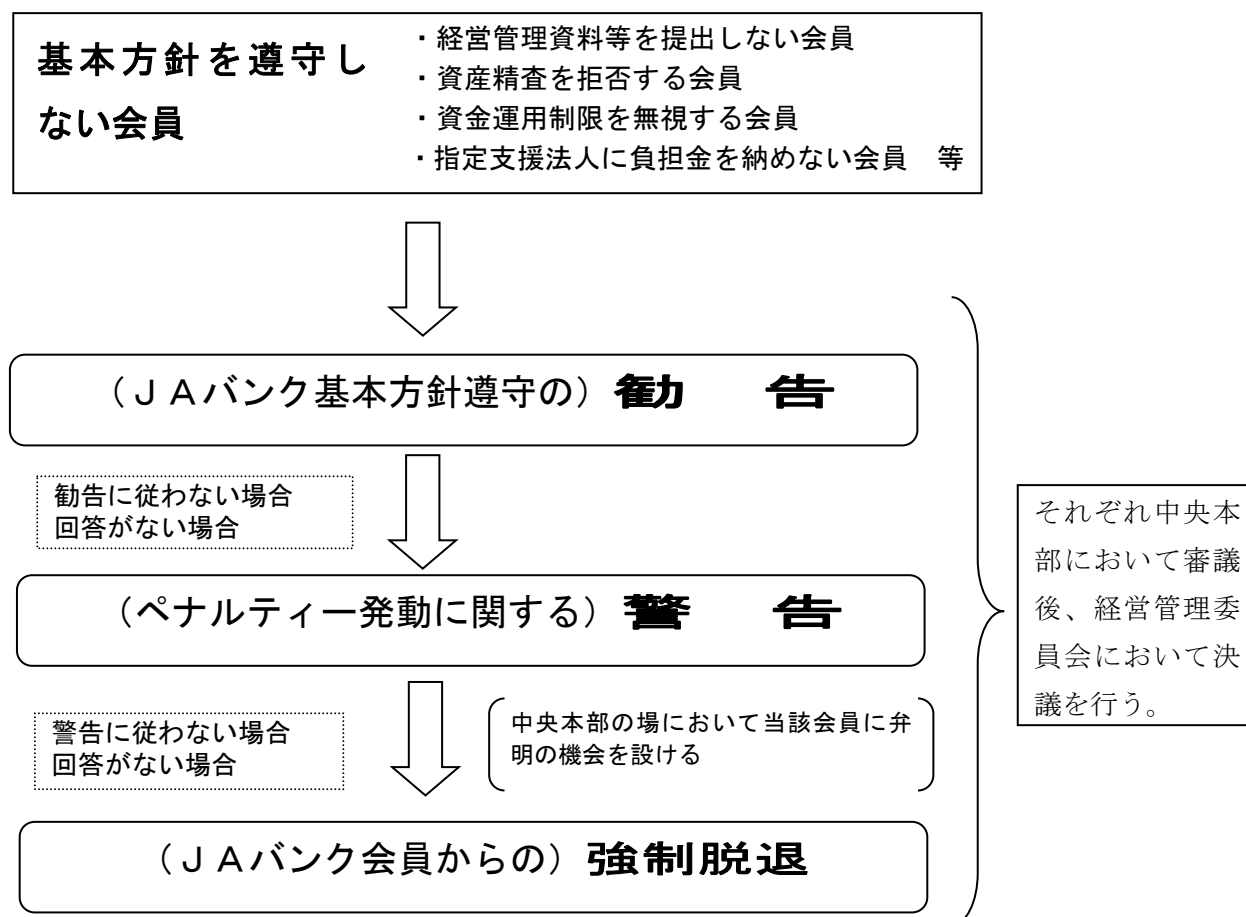 基本方針を遵守し
ない会員
・経営管理資料等を提出しない会員
・資産精査を拒否する会員
・資金運用制限を無視する会員
・指定支援法人に負担金を納めない会員　等
（ＪＡバンク基本方針遵守の）勧　告
勧告に従わない場合
回答がない場合
（ペナルティー発動に関する）警　告
警告に従わない場合
回答がない場合
中央本部の場において当該会員に弁
明の機会を設ける
（ＪＡバンク会員からの）強制脱退
それぞれ中央本
部において審議
後、経営管理委
員会において決
議を行う。